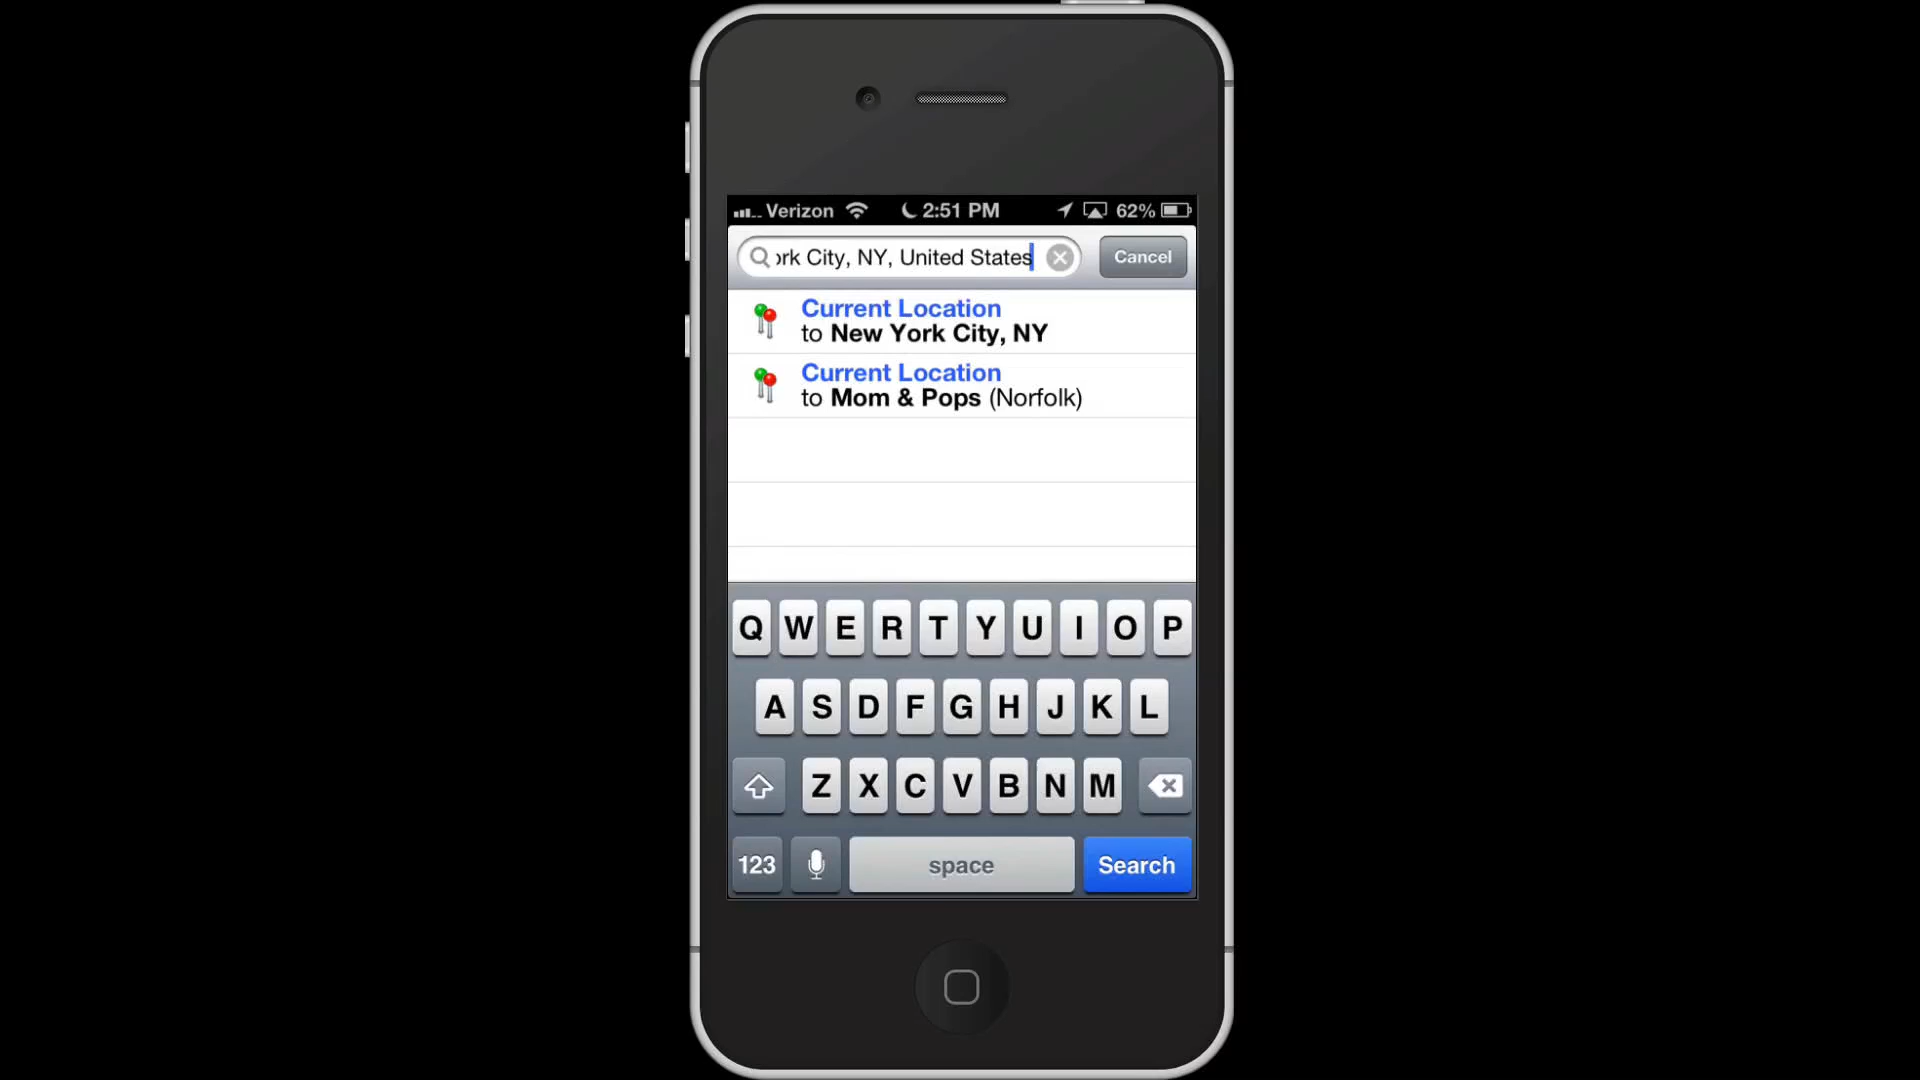 Verizon 2:51 PM 62%
ork City, NY, United States Cancel
Current Location
to New York City, NY
Current Location
to Mom & Pops (Norfolk)
Q W E R T Y U I O P
A S D F G H J K L
Z X C V B N M
123 space Search